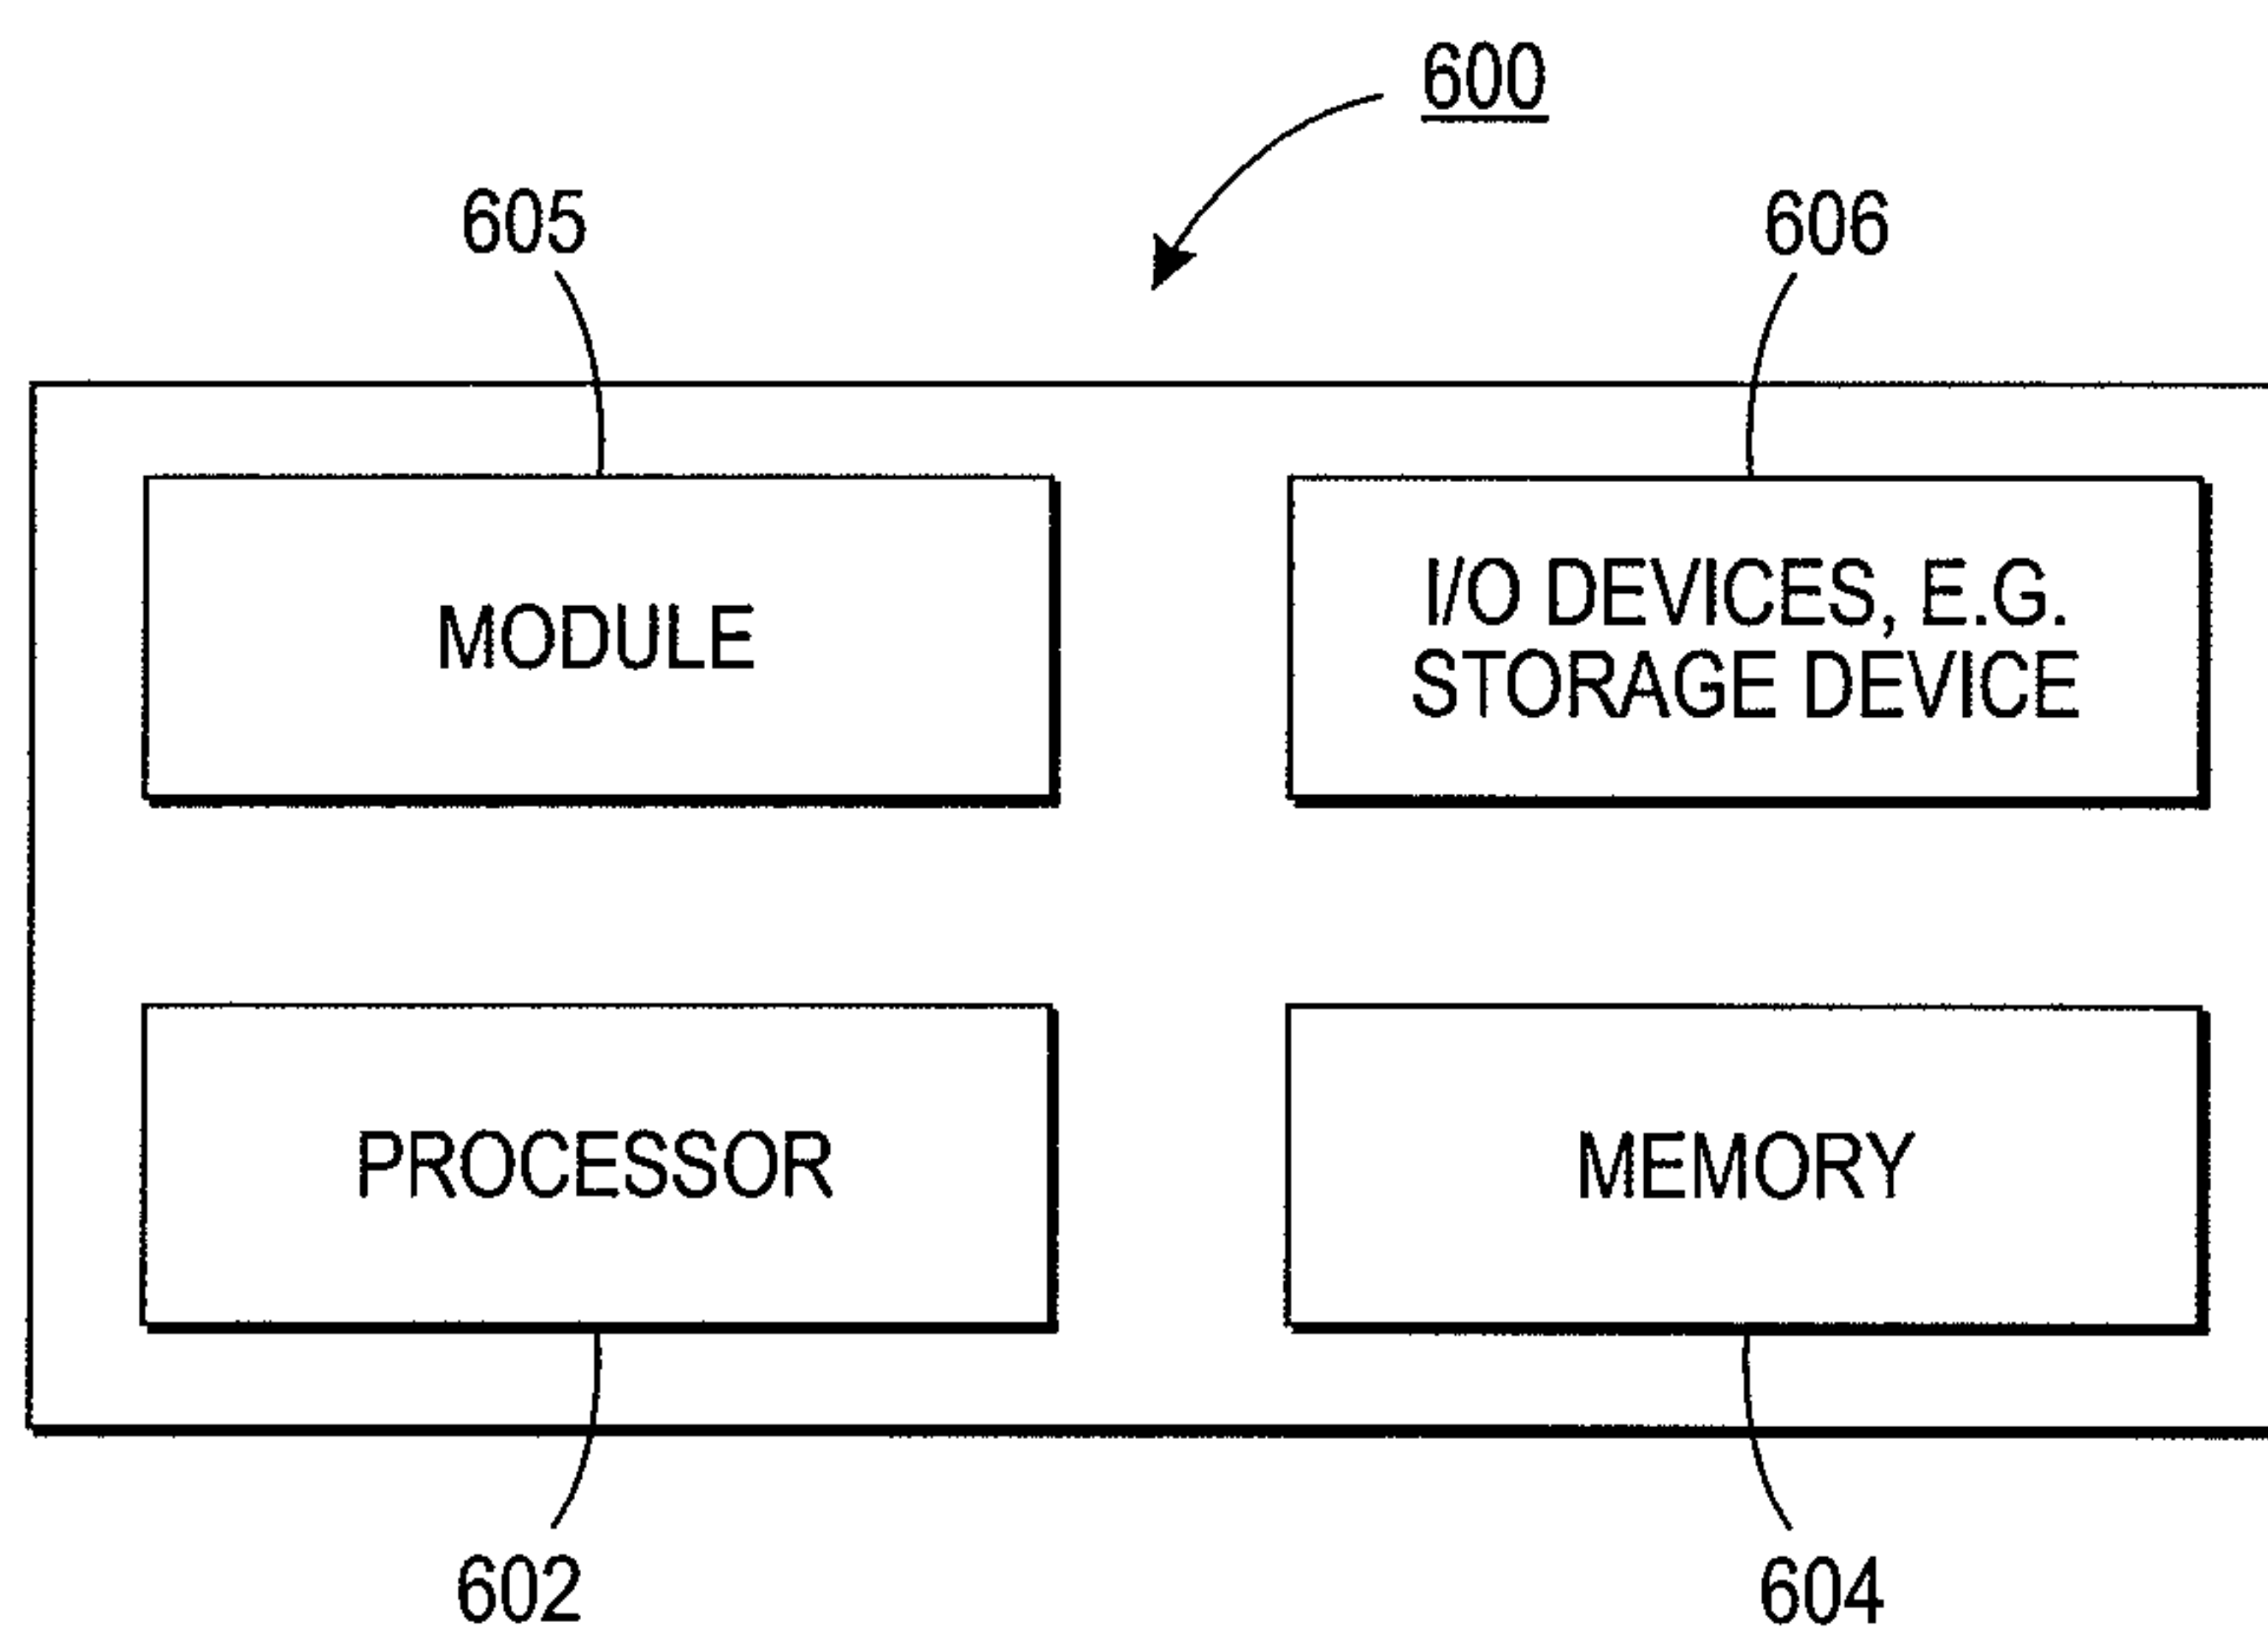 600
605
606
MODULE
I/O DEVICES, E.G.
STORAGE DEVICE
PROCESSOR
MEMORY
602
604